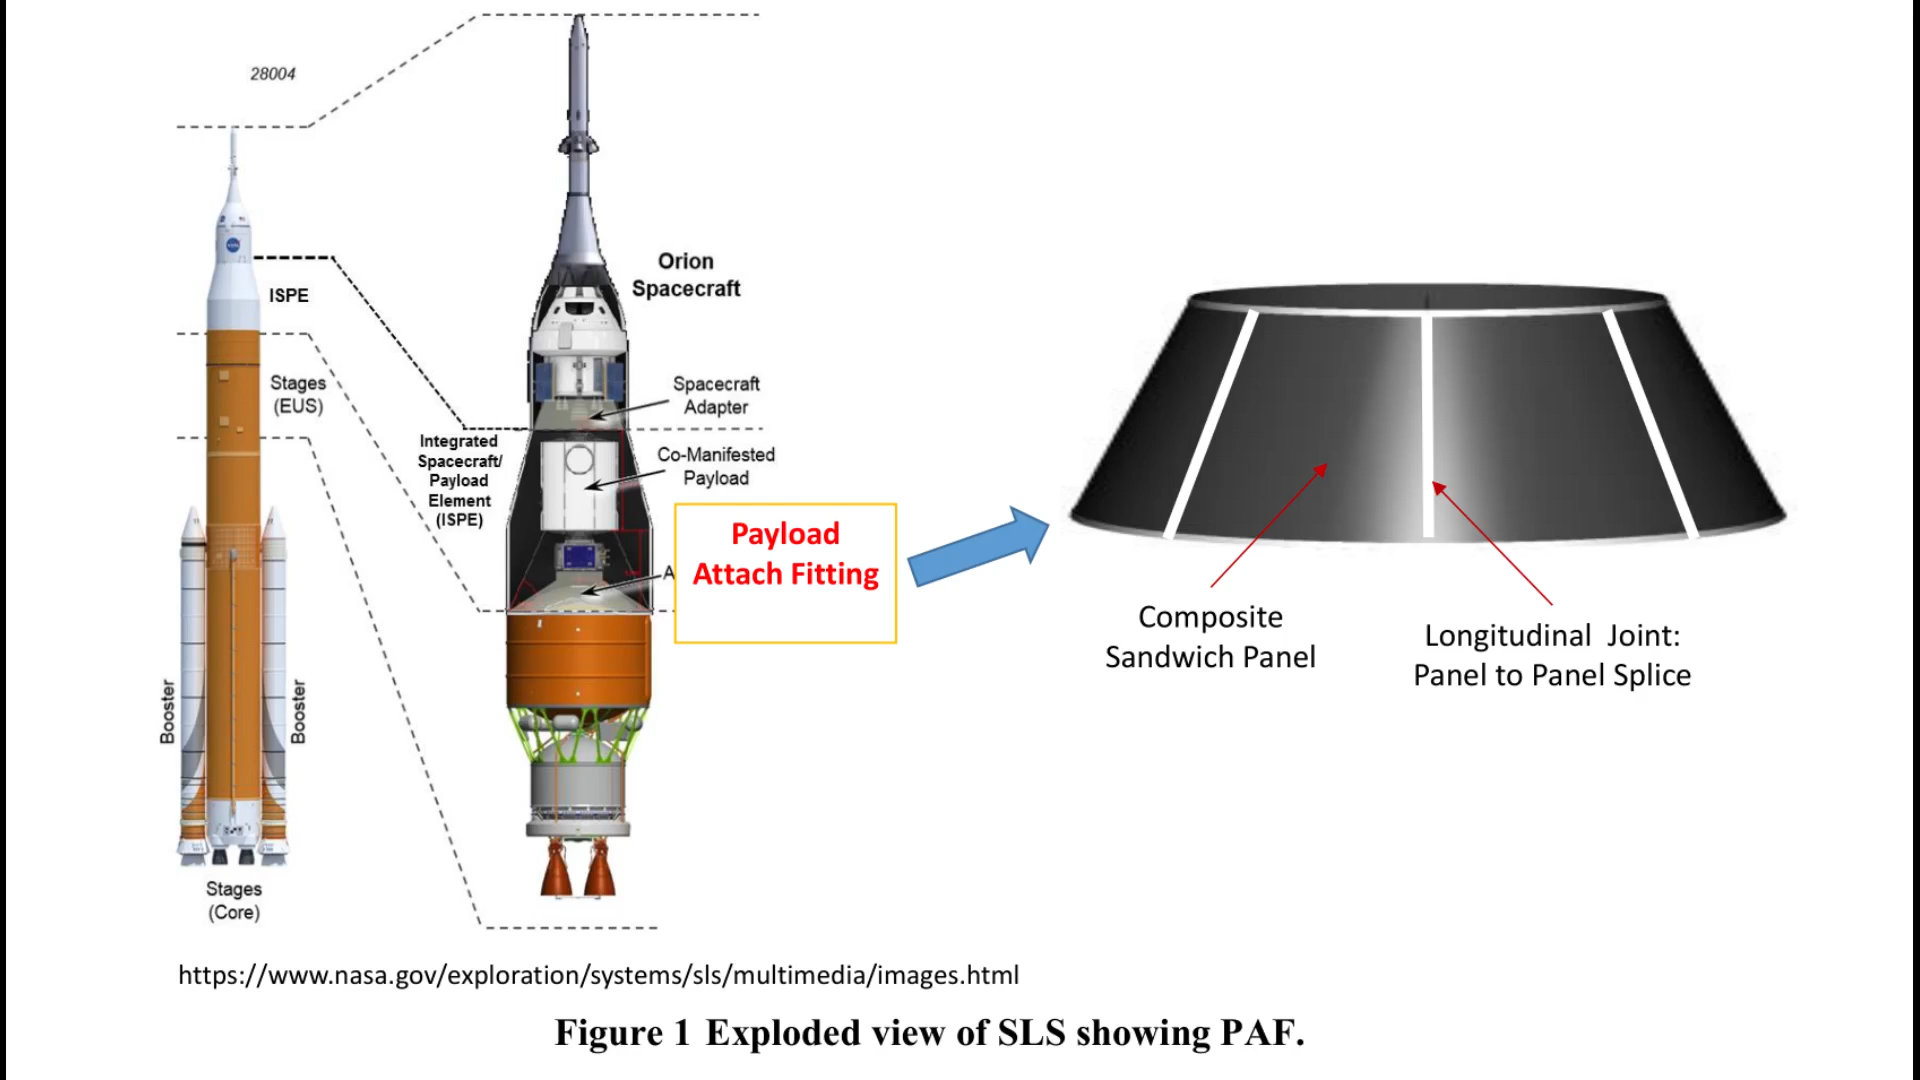 28004
ISPE
Stages
(EUS)
Booster
Booster
Stages
(Core)
Orion
Spacecraft
Spacecraft
Adapter
Integrated
Spacecraft/
Payload
Element
(ISPE)
Co-Manifested
Payload
A
Payload
Attach Fitting
Composite
Sandwich Panel
Longitudinal Joint:
Panel to Panel Splice
https://www.nasa.gov/exploration/systems/sls/multimedia/images.html
Figure 1 Exploded view of SLS showing PAF.